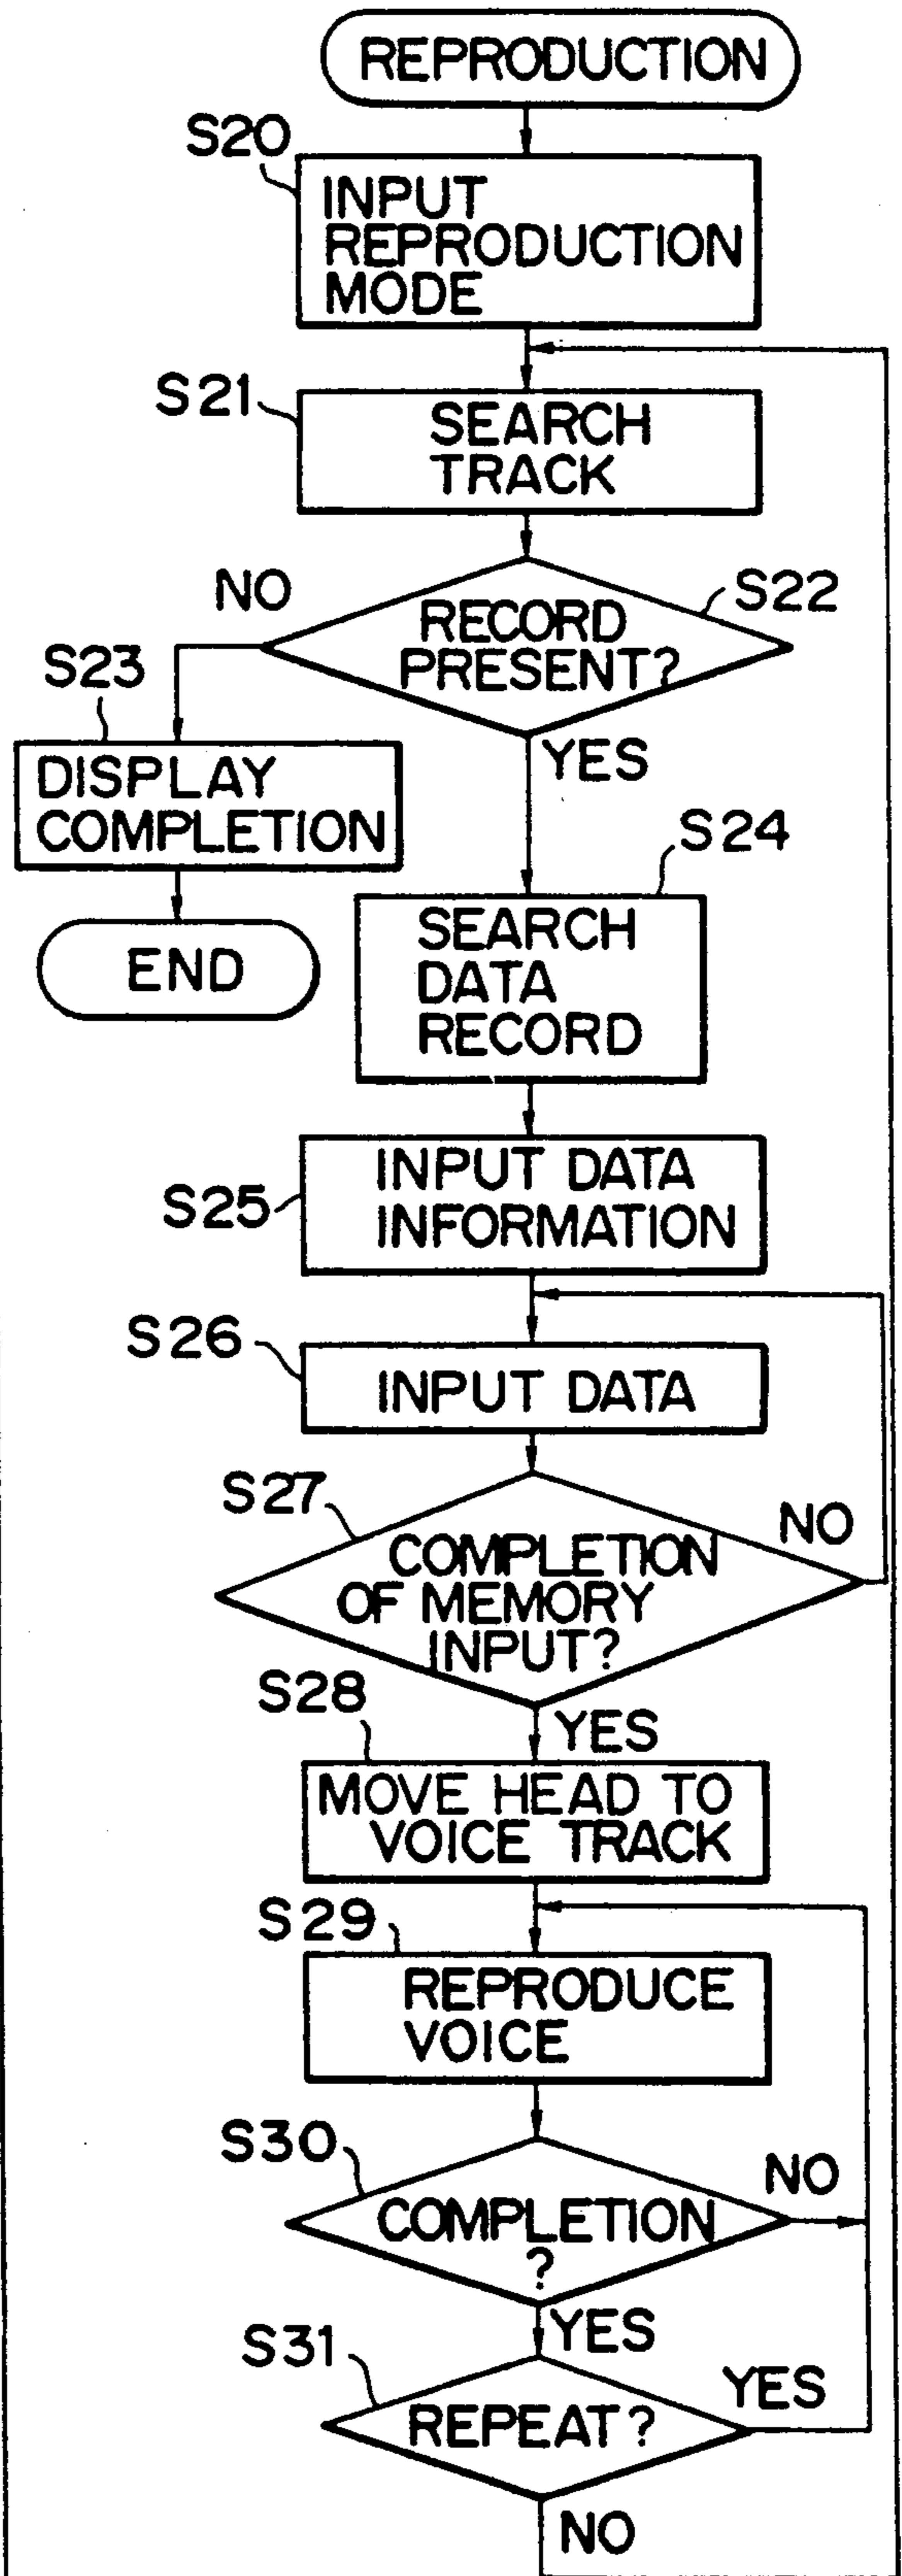 REPRODUCTION
S20
INPUT
REPRODUCTION
MODE
S21
SEARCH
TRACK
NO
S22
RECORD
PRESENT?
S23
YES
DISPLAY
COMPLETION
S24
END
SEARCH
DATA
RECORD
S25
INPUT DATA
INFORMATION
S26
INPUT DATA
S27
NO
COMPLETION
OF MEMORY
INPUT?
S28
YES
MOVE HEAD TO
VOICE TRACK
S29
REPRODUCE
VOICE
S30
NO
COMPLETION
?
YES
S31
YES
REPEAT?
NO